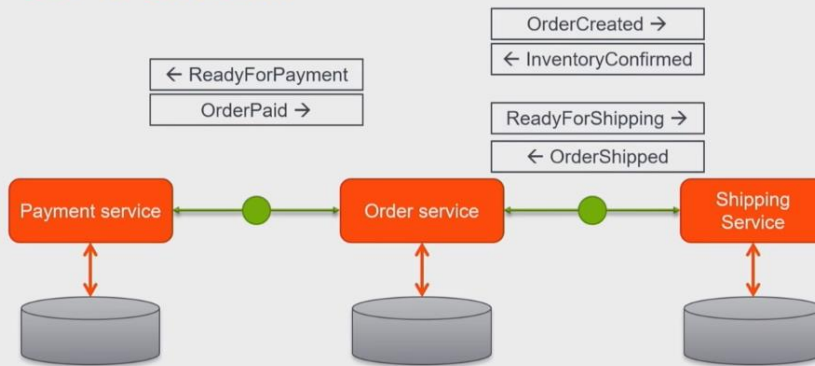 OrderCreated →
← InventoryConfirmed
← ReadyForPayment
OrderPaid →
ReadyForShipping →
← OrderShipped
Payment service
Order service
Shipping
Service